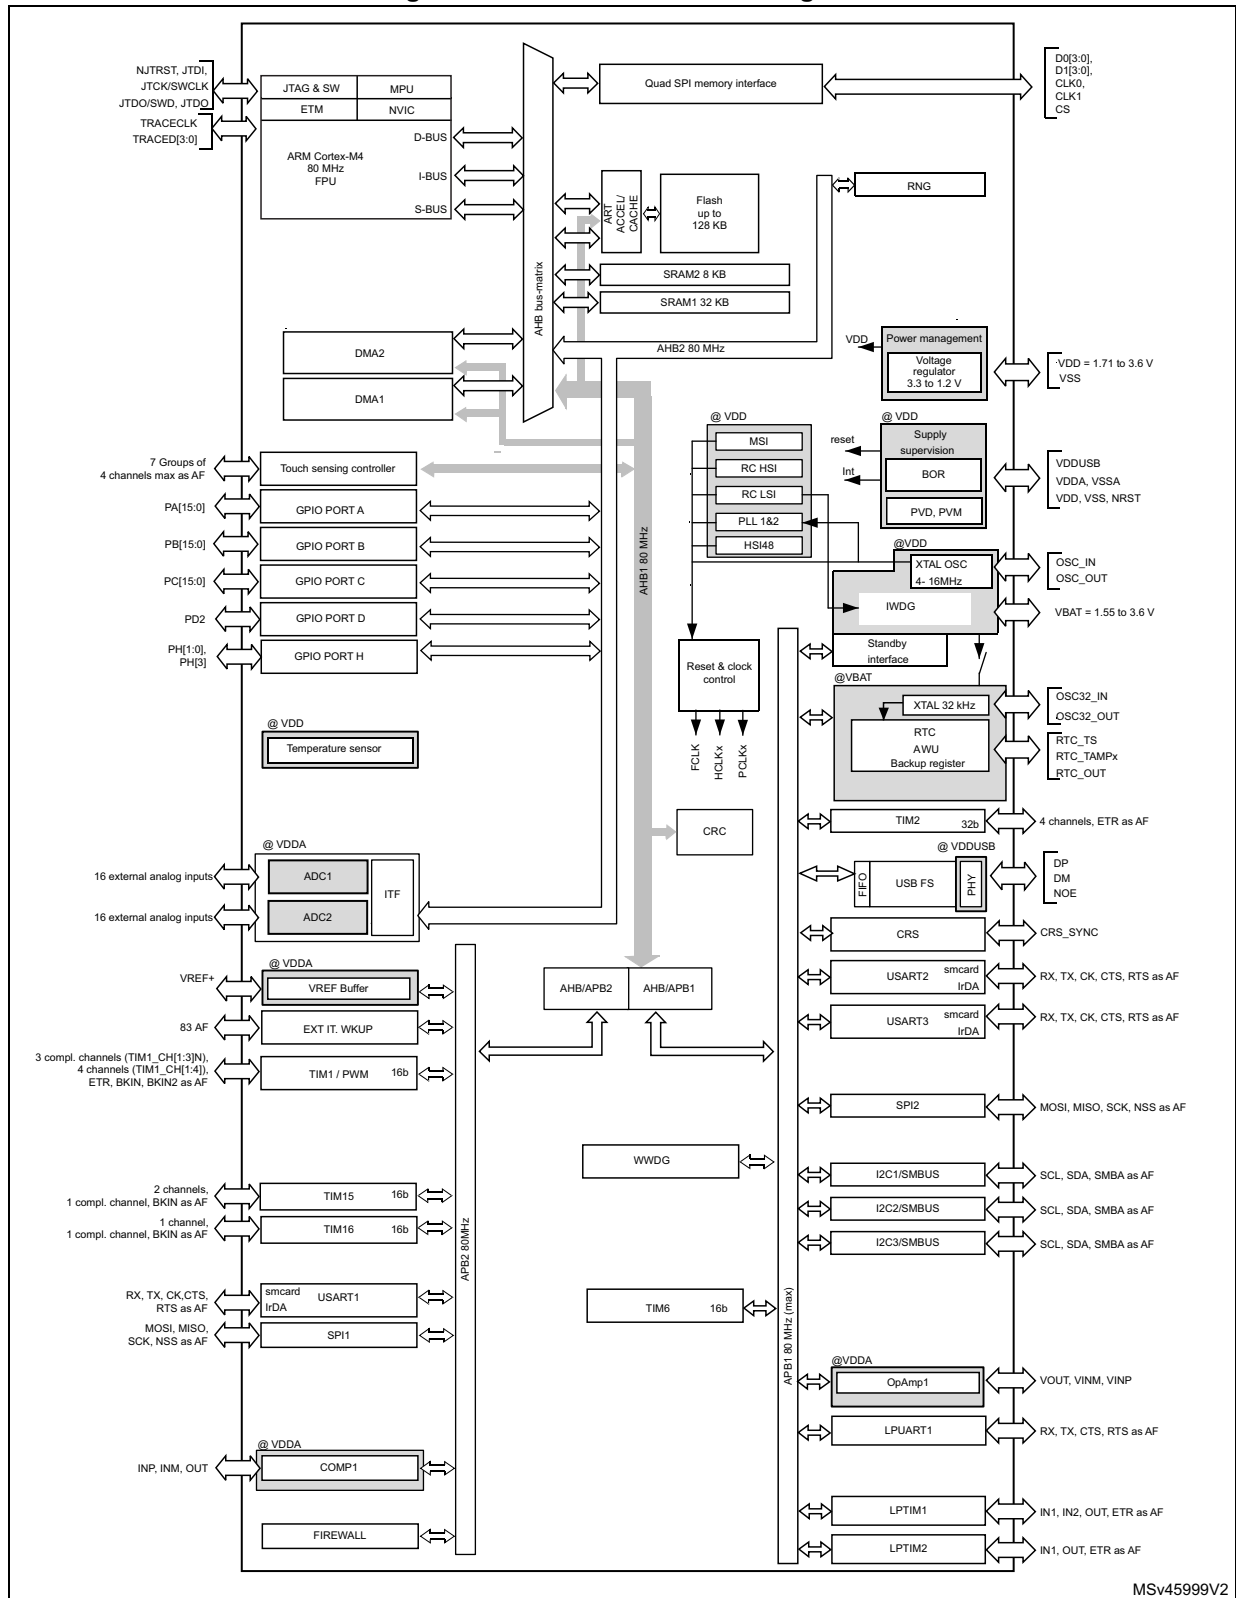 NJTRST, JTDI,
JTCK/SWCLK
JTDO/SWD, JTDO
TRACECLK
TRACED[3:0]
JTAG & SW
MPU
ETM
NVIC
ARM Cortex-M4
80 MHz
FPU
D-BUS
I-BUS
S-BUS
AHB bus-matrix
Quad SPI memory interface
D0[3:0],
D1[3:0],
CLK0,
CLK1
CS
ART
ACCEL/
CACHE
Flash
up to
128 KB
RNG
SRAM2 8 KB
SRAM1 32 KB
AHB2 80 MHz
DMA2
DMA1
VDD
Power management
Voltage
regulator
3.3 to 1.2 V
VDD = 1.71 to 3.6 V
VSS
@ VDD
MSI
RC HSI
RC LSI
PLL 1&2
HSI48
@ VDD
reset
Int
Supply
supervision
BOR
PVD, PVM
VDDUSB
VDDA, VSSA
VDD, VSS, NRST
7 Groups of
4 channels max as AF
Touch sensing controller
PA[15:0]
GPIO PORT A
PB[15:0]
GPIO PORT B
PC[15:0]
GPIO PORT C
PD2
GPIO PORT D
PH[1:0],
PH[3]
GPIO PORT H
AHB1 80 MHz
@VDD
XTAL OSC
4- 16MHz
IWDG
OSC_IN
OSC_OUT
VBAT = 1.55 to 3.6 V
Standby
interface
Reset & clock
control
FCLK
HCLKx
PCLKx
@VBAT
XTAL 32 kHz
RTC
AWU
Backup register
OSC32_IN
OSC32_OUT
RTC_TS
RTC_TAMPx
RTC_OUT
@ VDD
Temperature sensor
CRC
TIM2
32b
4 channels, ETR as AF
@ VDDUSB
FIFO
USB FS
PHY
DP
DM
NOE
@ VDDA
16 external analog inputs
ADC1
ITF
16 external analog inputs
ADC2
CRS
CRS_SYNC
@ VDDA
VREF+
VREF Buffer
AHB/APB2
AHB/APB1
USART2
smcard
IrDA
RX, TX, CK, CTS, RTS as AF
83 AF
EXT IT. WKUP
USART3
smcard
IrDA
RX, TX, CK, CTS, RTS as AF
3 compl. channels (TIM1_CH[1:3]N),
4 channels (TIM1_CH[1:4]),
ETR, BKIN, BKIN2 as AF
TIM1 / PWM
16b
SPI2
MOSI, MISO, SCK, NSS as AF
WWDG
I2C1/SMBUS
SCL, SDA, SMBA as AF
2 channels,
1 compl. channel, BKIN as AF
TIM15
16b
I2C2/SMBUS
SCL, SDA, SMBA as AF
1 channel,
1 compl. channel, BKIN as AF
TIM16
16b
I2C3/SMBUS
SCL, SDA, SMBA as AF
APB2 80MHz
RX, TX, CK,CTS,
RTS as AF
smcard
IrDA
USART1
TIM6
16b
APB1 80 MHz (max)
MOSI, MISO,
SCK, NSS as AF
SPI1
@VDDA
OpAmp1
VOUT, VINM, VINP
LPUART1
RX, TX, CTS, RTS as AF
@ VDDA
INP, INM, OUT
COMP1
LPTIM1
IN1, IN2, OUT, ETR as AF
FIREWALL
LPTIM2
IN1, OUT, ETR as AF
MSv45999V2